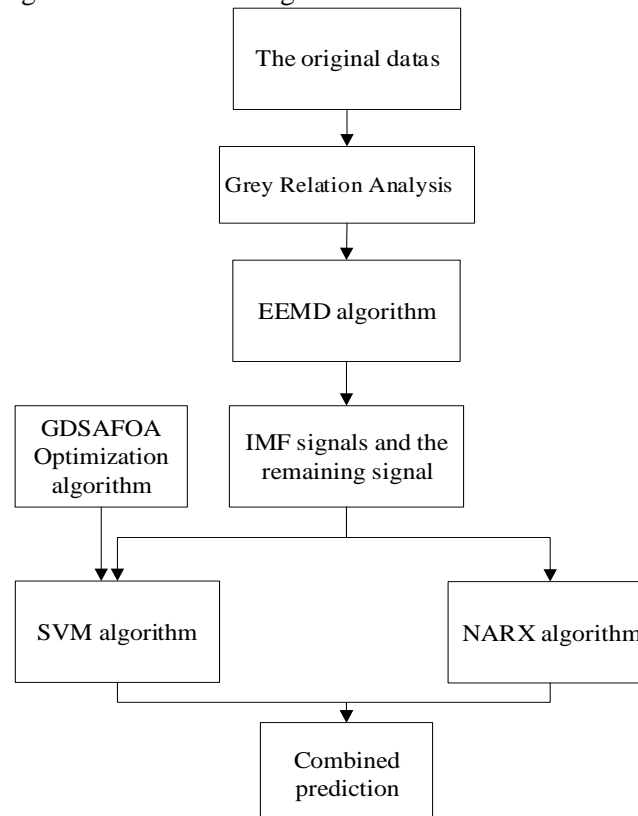 The original datas
Grey Relation Analysis
EEMD algorithm
GDSAFOA
Optimization
algorithm
IMF signals and the
remaining signal
SVM algorithm
NARX algorithm
Combined
prediction